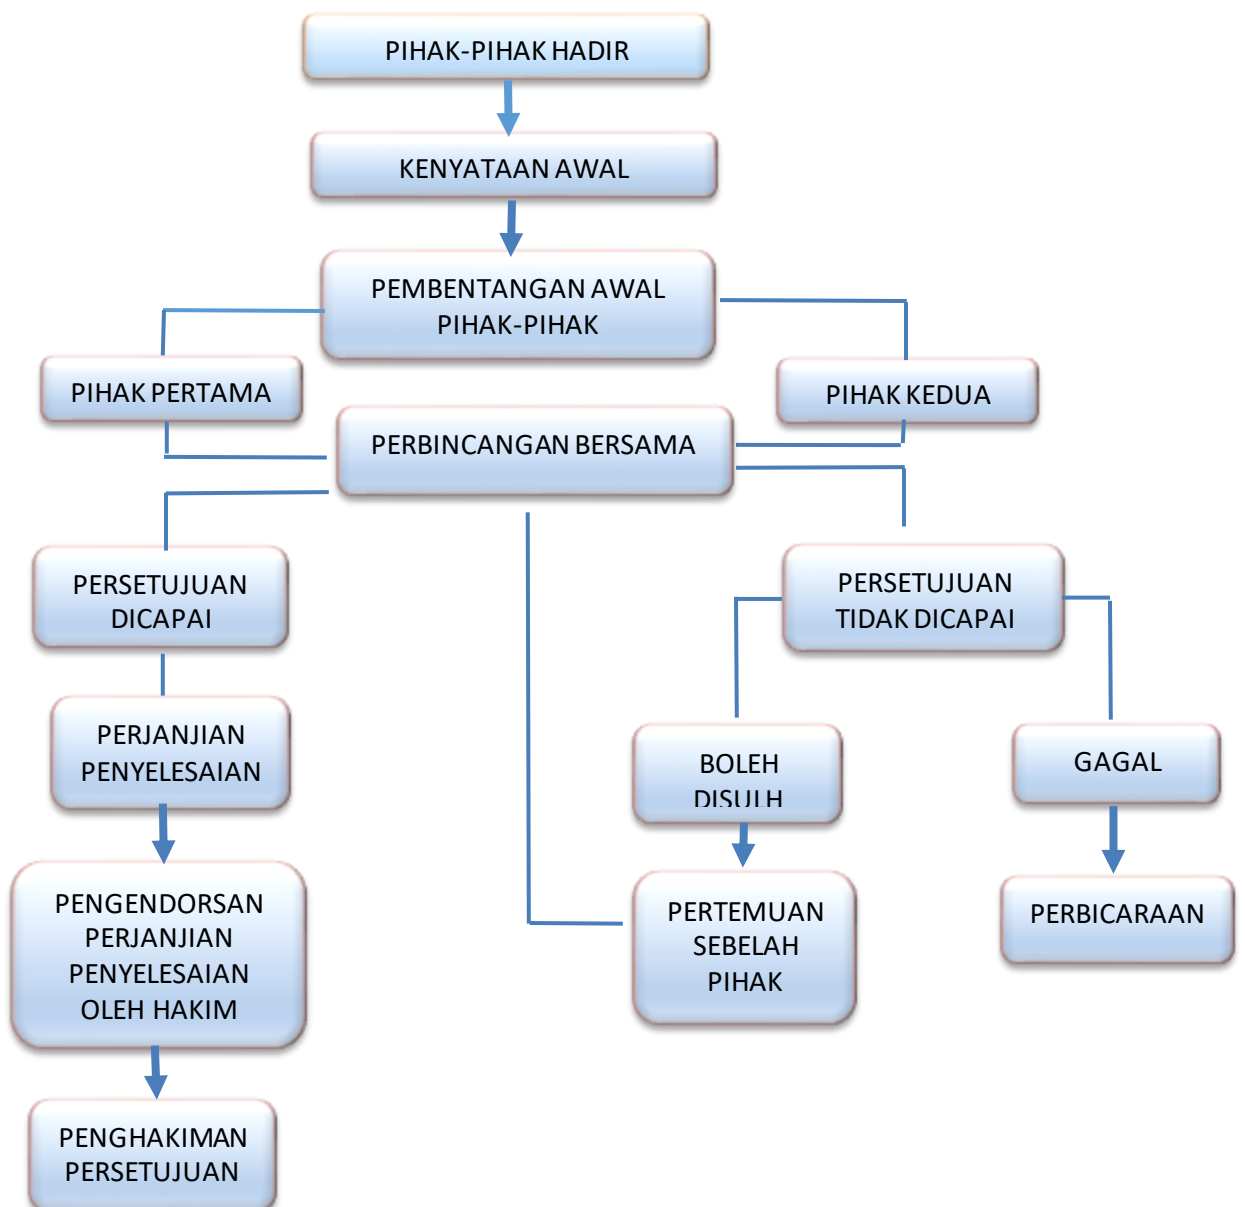 PIHAK-PIHAK HADIR
KENYATAAN AWAL
PEMBENTANGAN AWAL
PIHAK-PIHAK
PIHAK PERTAMA
PIHAK KEDUA
PERBINCANGAN BERSAMA
PERSETUJUAN
DICAPAI
PERSETUJUAN
TIDAK DICAPAI
PERJANJIAN
PENYELESAIAN
BOLEH
DISULH
GAGAL
PENGENDORSAN
PERJANJIAN
PENYELESAIAN
OLEH HAKIM
PERTEMUAN
SEBELAH
PIHAK
PERBICARAAN
PENGHAKIMAN
PERSETUJUAN